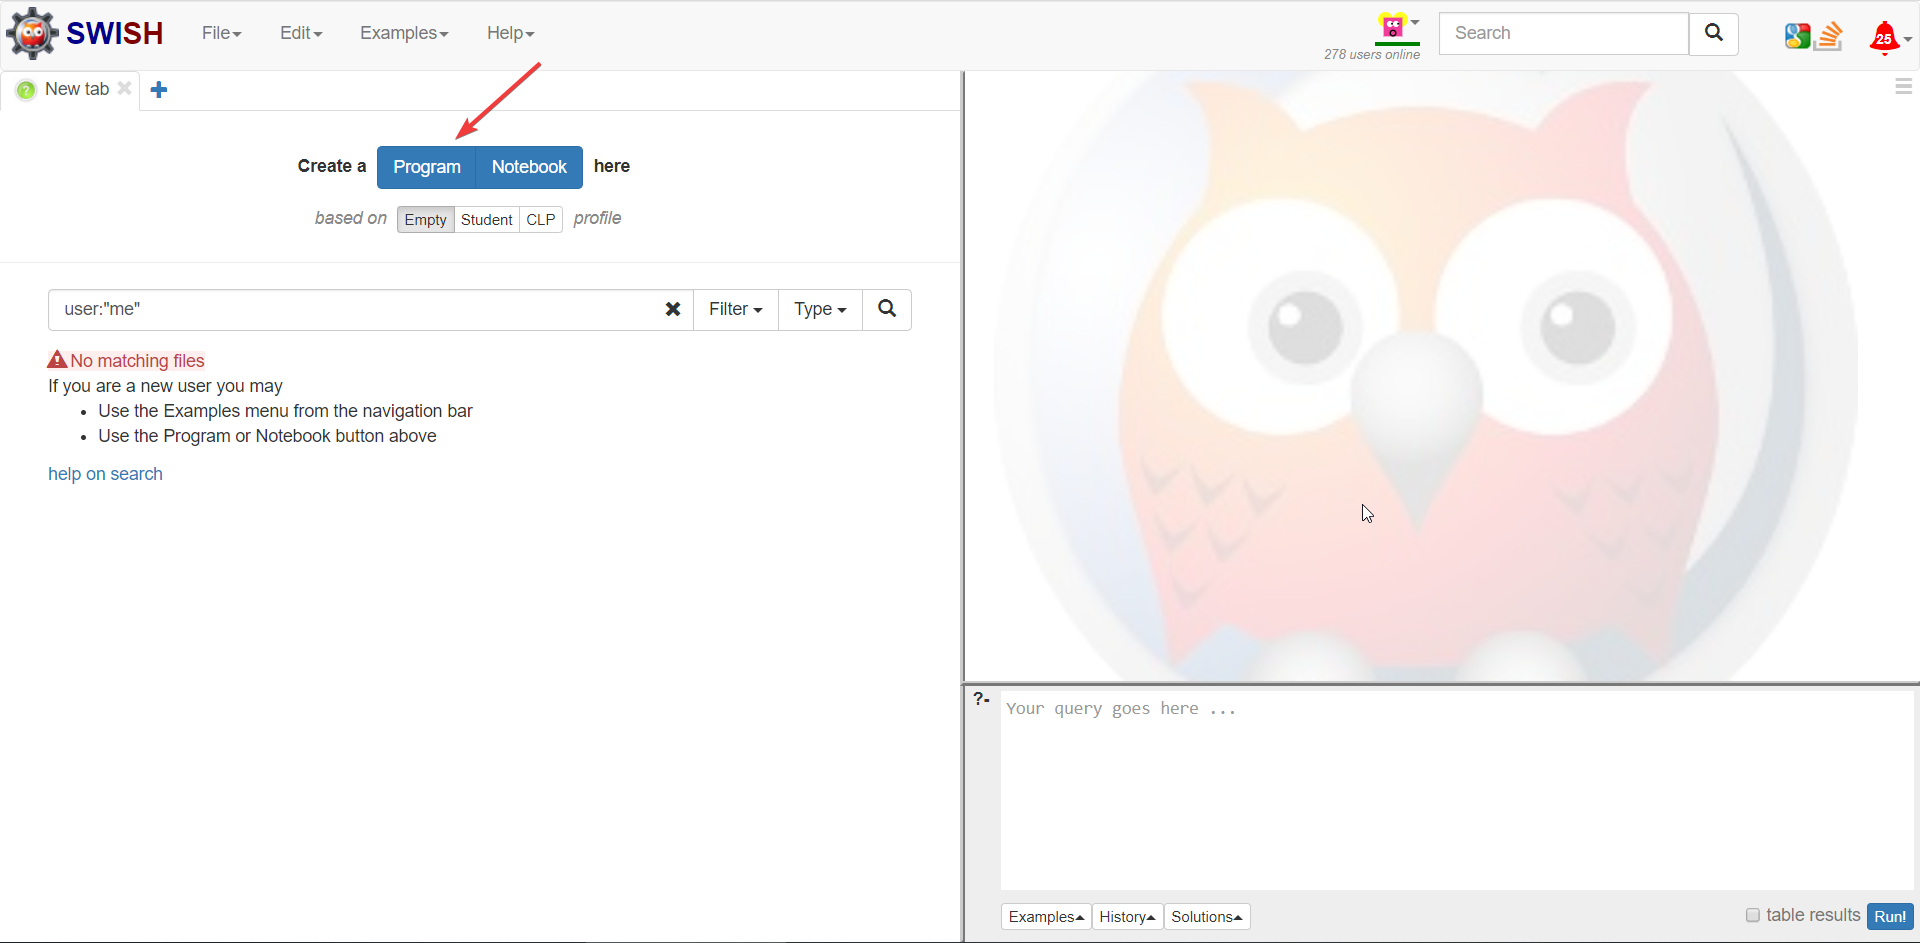 SWISH File Edit Examples Help 278 users online Search 25
New tab
Create a Program Notebook here
based on Empty Student CLP profile
user:"me" Filter Type
No matching files
If you are a new user you may
• Use the Examples menu from the navigation bar
• Use the Program or Notebook button above
help on search
?- Your query goes here ...
Examples History Solutions table results Run!